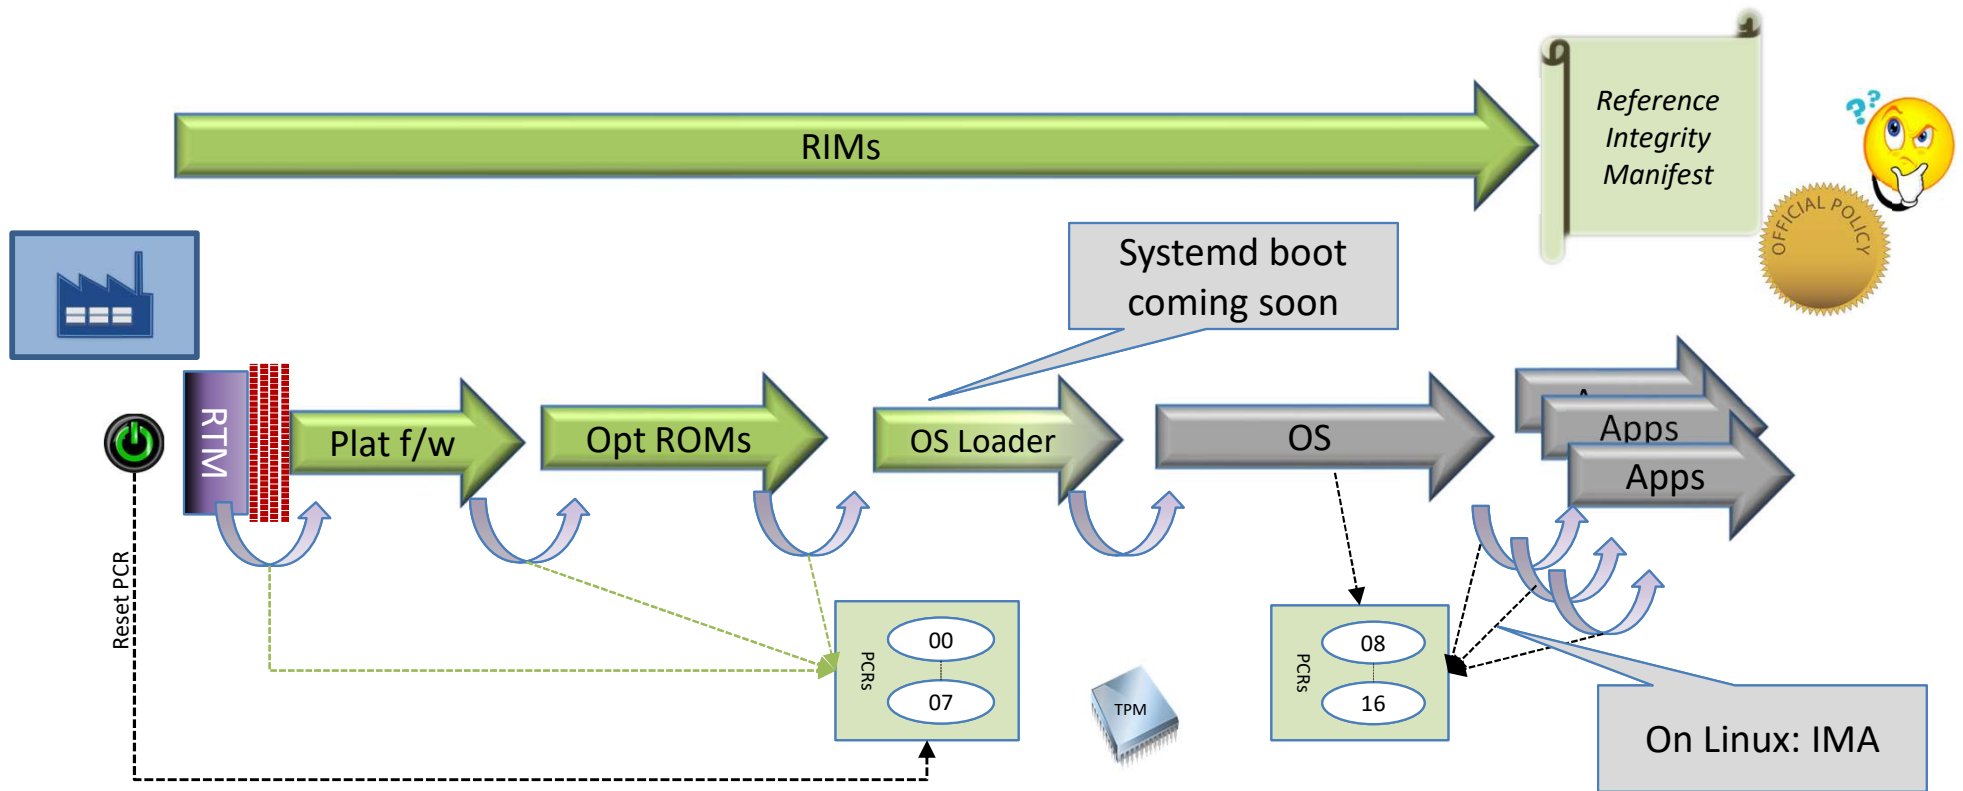 RIMs
Reference
Integrity
Manifest
??
OFFICIAL POLICY
Systemd boot
coming soon
RTM
Plat f/w
Opt ROMs
OS Loader
OS
Apps
Apps
Reset PCR
PCRs
00
07
TPM
PCRs
08
16
On Linux: IMA